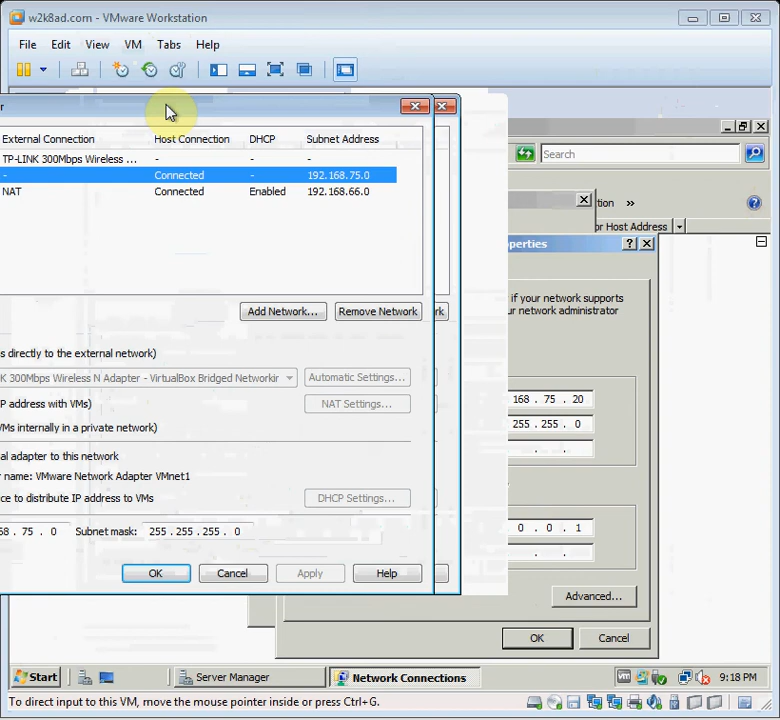 w2k8ad.com - VMware Workstation
File Edit View VM Tabs Help
r
External Connection Host Connection DHCP Subnet Address
TP-LINK 300Mbps Wireless ... - - -
- Connected - 192.168.75.0
NAT Connected Enabled 192.168.66.0
Add Network... Remove Network rk
s directly to the external network)
K 300Mbps Wireless N Adapter - VirtualBox Bridged Networkir Automatic Settings...
P address with VMs) NAT Settings...
VMs internally in a private network)
al adapter to this network
r name: VMware Network Adapter VMnet1
ce to distribute IP address to VMs DHCP Settings...
68 . 75 . 0 Subnet mask: 255 . 255 . 255 . 0
OK Cancel Apply Help
Search
tion »
or Host Address
operties
if your network supports
ur network administrator
168 . 75 . 20
255 . 255 . 0
. .
0 . 0 . 1
. .
Advanced...
OK Cancel
Start Server Manager Network Connections vm 9:18 PM
To direct input to this VM, move the mouse pointer inside or press Ctrl+G.